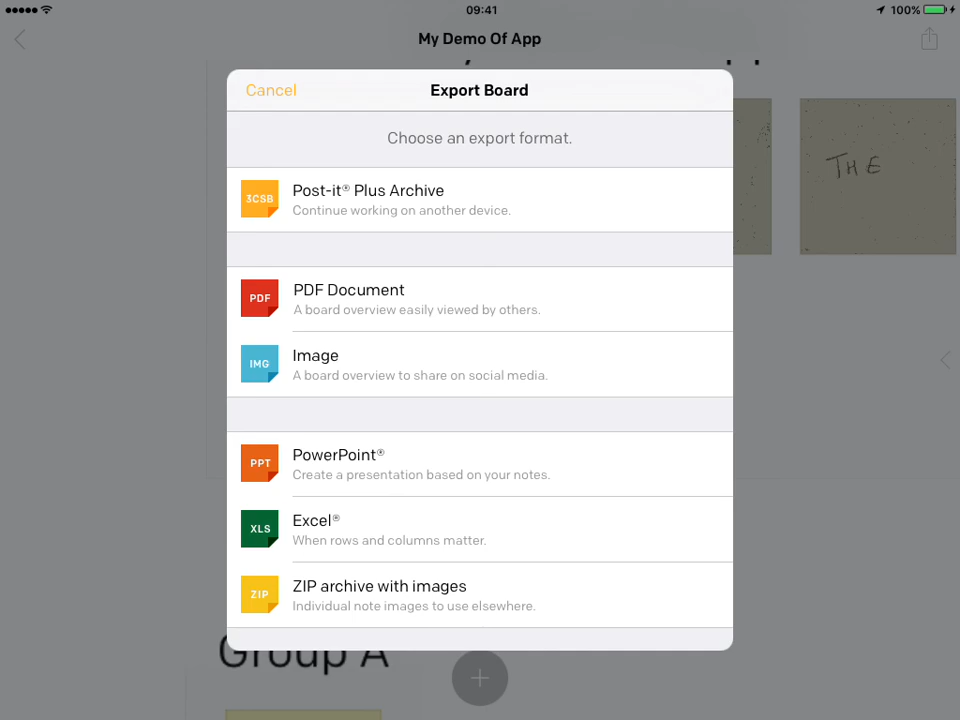 09:41
100%
My Demo Of App
Cancel
Export Board
Choose an export format.
THE
3CSB
Post-it® Plus Archive
Continue working on another device.
PDF
PDF Document
A board overview easily viewed by others.
IMG
Image
A board overview to share on social media.
PPT
PowerPoint®
Create a presentation based on your notes.
XLS
Excel®
When rows and columns matter.
ZIP
ZIP archive with images
Individual note images to use elsewhere.
Group A